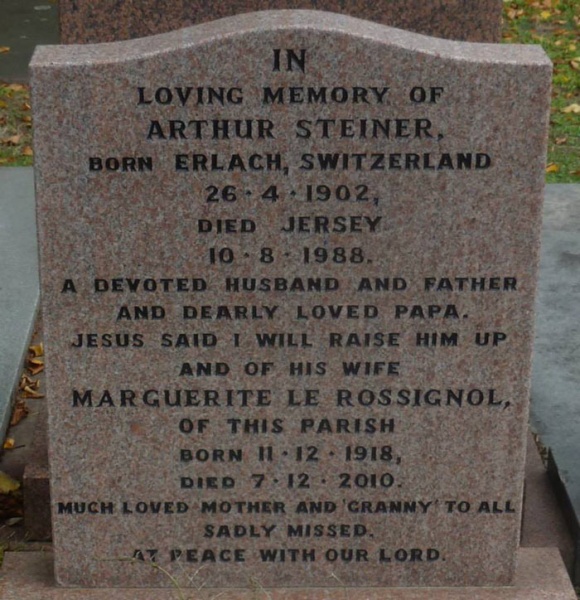 IN
LOVING MEMORY OF
ARTHUR STEINER,
BORN ERLACH, SWITZERLAND
26·4·1902,
DIED JERSEY
10·8·1988.
A DEVOTED HUSBAND AND FATHER
AND DEARLY LOVED PAPA.
JESUS SAID I WILL RAISE HIM UP
AND OF HIS WIFE
MARGUERITE LE ROSSIGNOL,
OF THIS PARISH
BORN 11·12·1918,
DIED 7·12·2010.
MUCH LOVED MOTHER AND 'GRANNY' TO ALL
SADLY MISSED.
AT PEACE WITH OUR LORD.